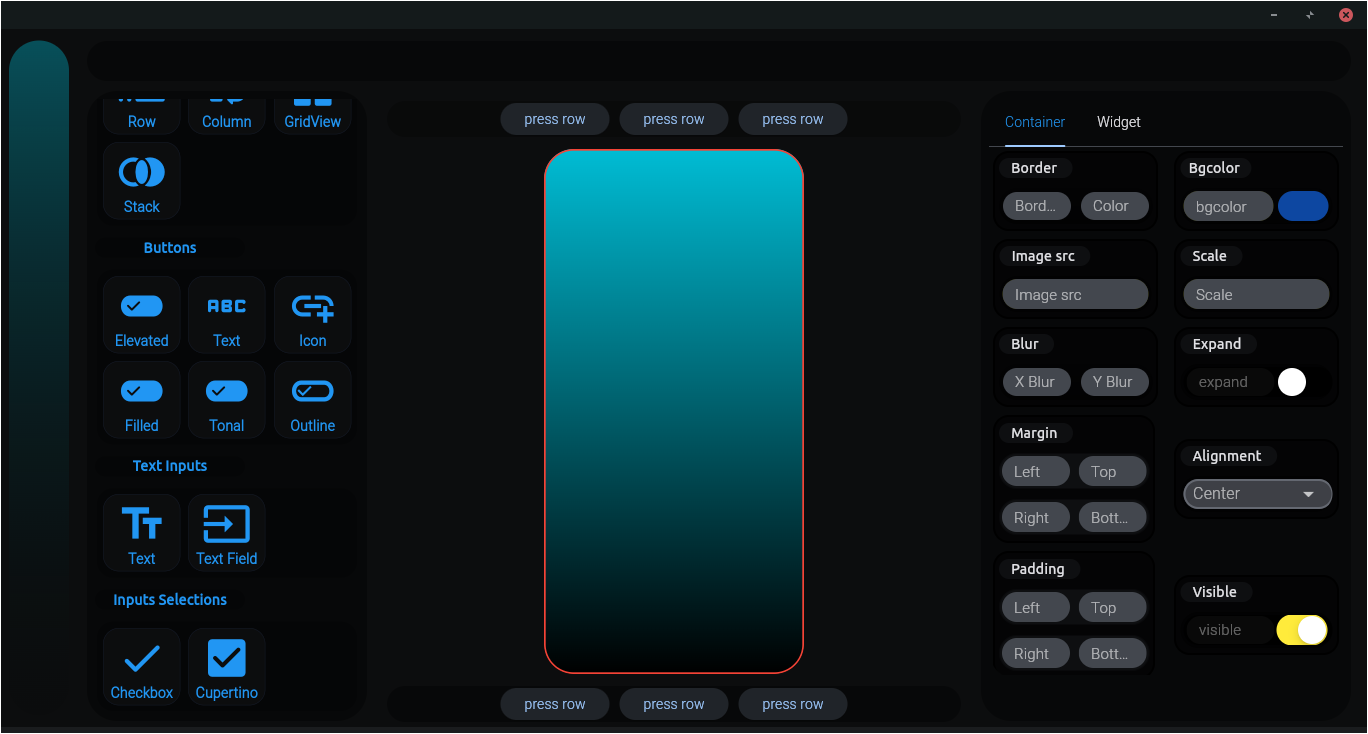 Row
Column
GridView
Stack
Buttons
Elevated
ABC
Text
Icon
Filled
Tonal
Outline
Text Inputs
TT
Text
Text Field
Inputs Selections
Checkbox
Cupertino
press row
press row
press row
press row
press row
press row
Container
Widget
Border
Bord...
Color
Bgcolor
bgcolor
Image src
Image src
Scale
Scale
Blur
X Blur
Y Blur
Expand
expand
Margin
Left
Top
Right
Bott...
Alignment
Center
Padding
Left
Top
Right
Bott...
Visible
visible